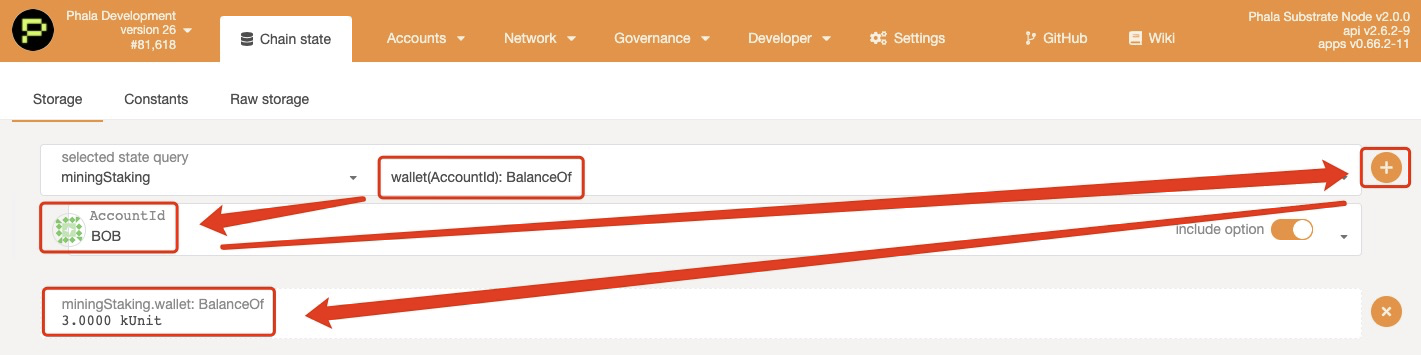 Phala Development
version 26
#81,618
Chain state
Accounts
Network
Governance
Developer
Settings
GitHub
Wiki
Phala Substrate Node v2.0.0
api v2.6.2-9
apps v0.66.2-11
Storage
Constants
Raw storage
selected state query
miningStaking
wallet(AccountId): BalanceOf
AccountId
BOB
include option
miningStaking.wallet: BalanceOf
3.0000 kUnit